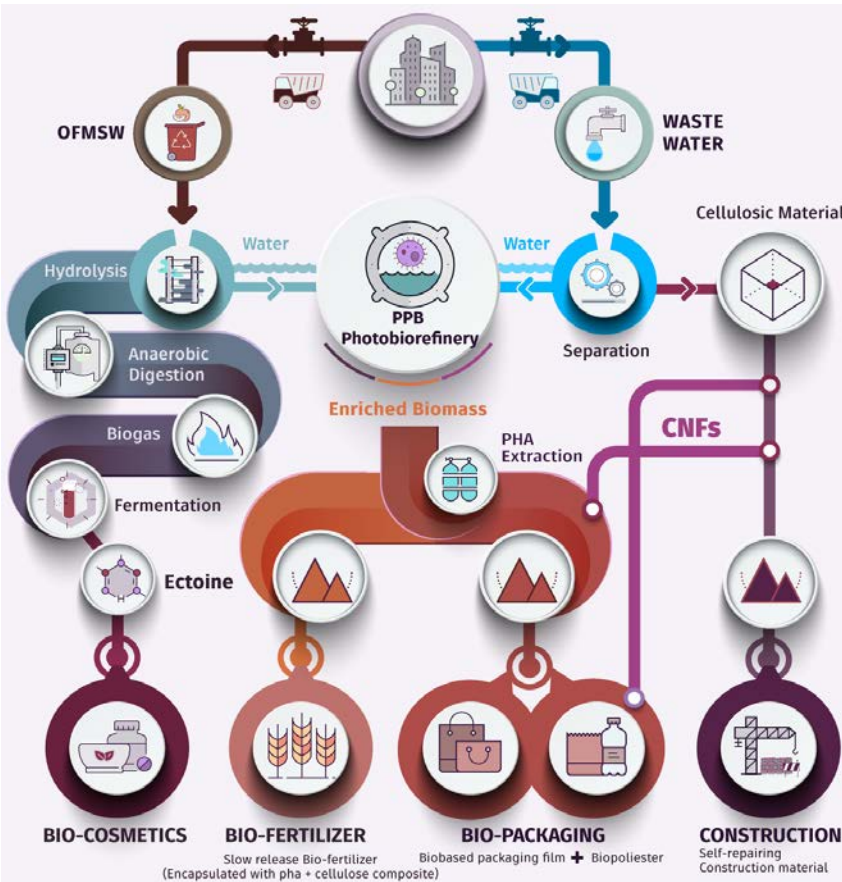 OFMSW
WASTE
WATER
Cellulosic Material
Hydrolysis
Water
Water
PPB
Photobiorefinery
Separation
Anaerobic
Digestion
Enriched Biomass
CNFs
Biogas
PHA
Extraction
Fermentation
Ectoine
BIO-COSMETICS
BIO-FERTILIZER
Slow release Bio-fertilizer
(Encapsulated with pha + cellulose composite)
BIO-PACKAGING
Biobased packaging film + Biopoliester
CONSTRUCTION
Self-repairing
Construction material